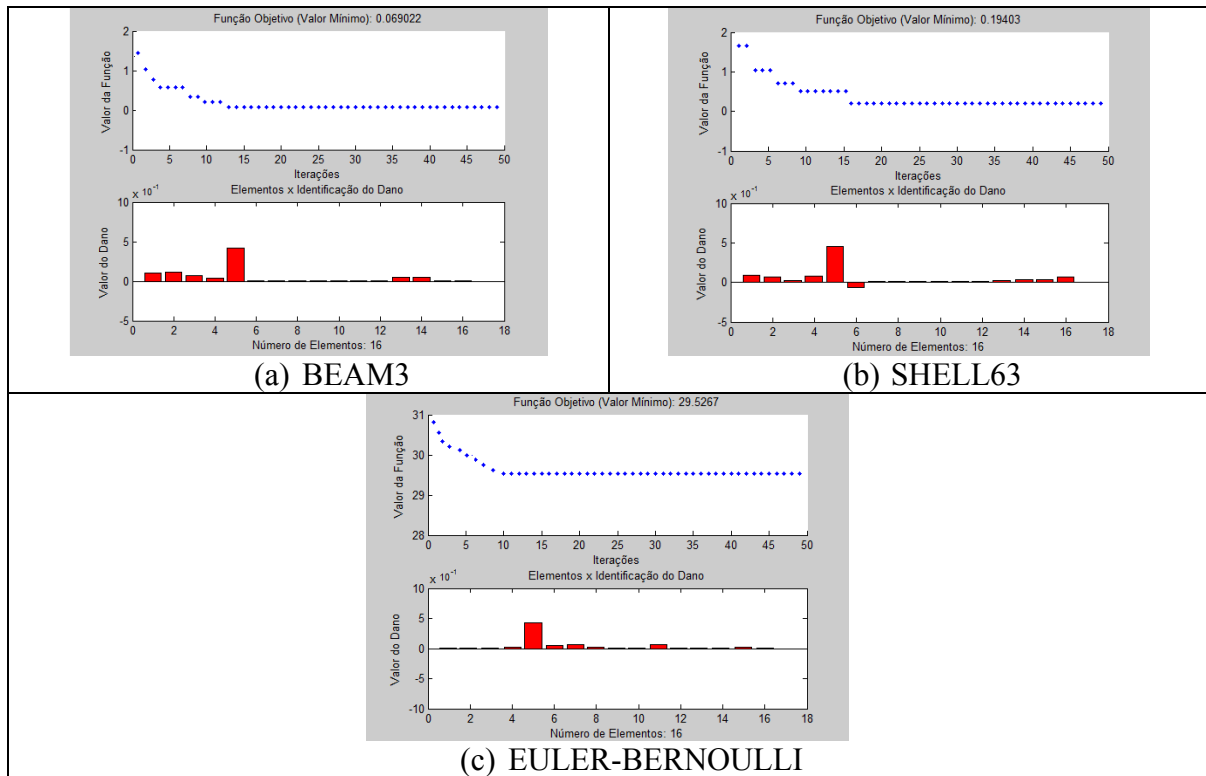 Função Objetivo (Valor Mínimo): 0.069022
Valor da Função
2
1
0
-1
0 5 10 15 20 25 30 35 40 45 50
Iterações
Elementos x Identificação do Dano
x 10⁻¹
Valor do Dano
10
5
0
-5
0 2 4 6 8 10 12 14 16 18
Número de Elementos: 16
(a) BEAM3
Função Objetivo (Valor Mínimo): 0.19403
Valor da Função
2
1
0
-1
0 5 10 15 20 25 30 35 40 45 50
Iterações
Elementos x Identificação do Dano
x 10⁻¹
Valor do Dano
10
5
0
-5
0 2 4 6 8 10 12 14 16 18
Número de Elementos: 16
(b) SHELL63
Função Objetivo (Valor Mínimo): 29.5267
Valor da Função
31
30
29
28
0 5 10 15 20 25 30 35 40 45 50
Iterações
Elementos x Identificação do Dano
x 10⁻¹
Valor do Dano
10
5
0
-5
-10
0 2 4 6 8 10 12 14 16 18
Número de Elementos: 16
(c) EULER-BERNOULLI